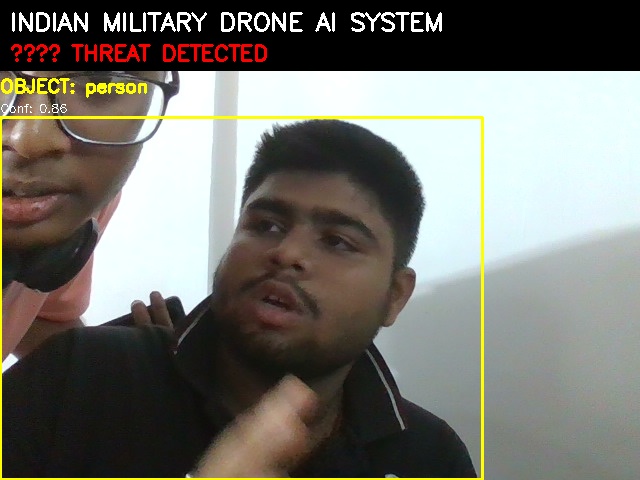 INDIAN MILITARY DRONE AI SYSTEM
???? THREAT DETECTED
OBJECT: person
Conf: 0.86